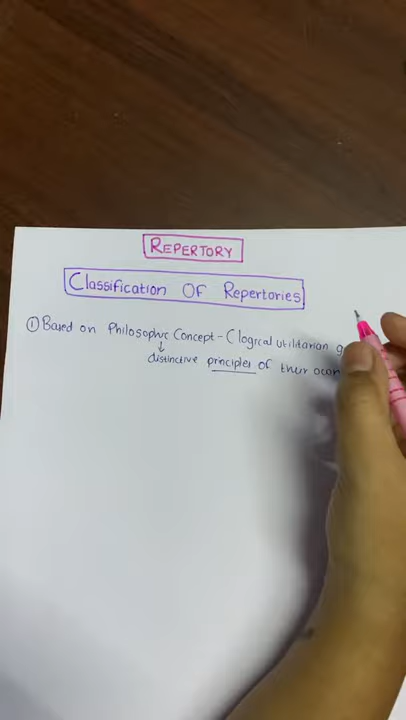 REPERTORY
Classification Of Repertories
① Based on Philosophic Concept - ( logical utilitarian
↓
distinctive principles of their